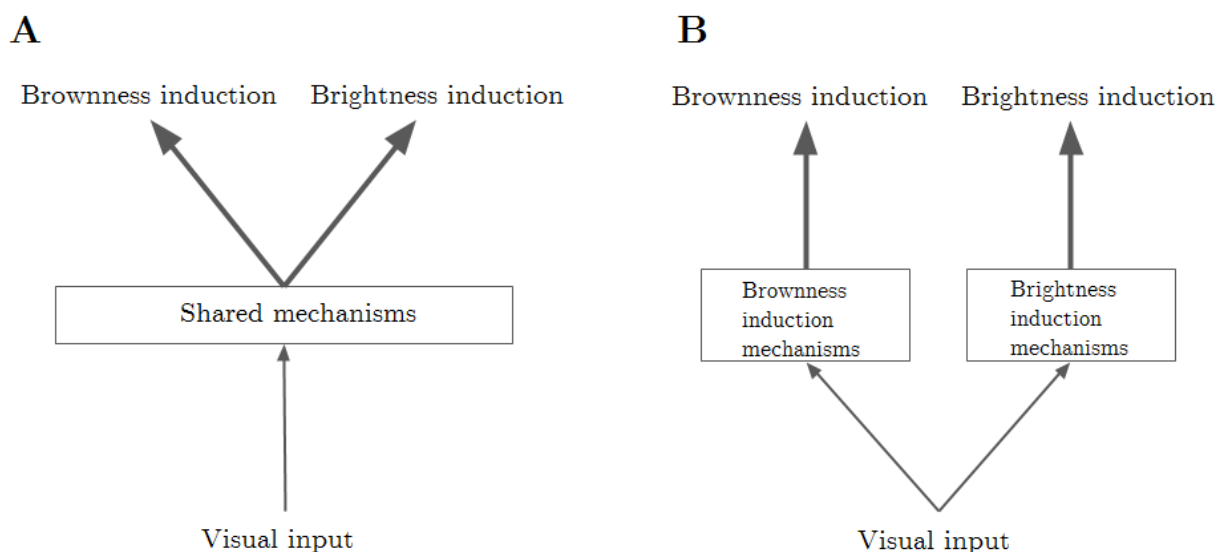 A
Brownness induction
Brightness induction
Shared mechanisms
Visual input
B
Brownness induction
Brightness induction
Brownness
induction
mechanisms
Brightness
induction
mechanisms
Visual input